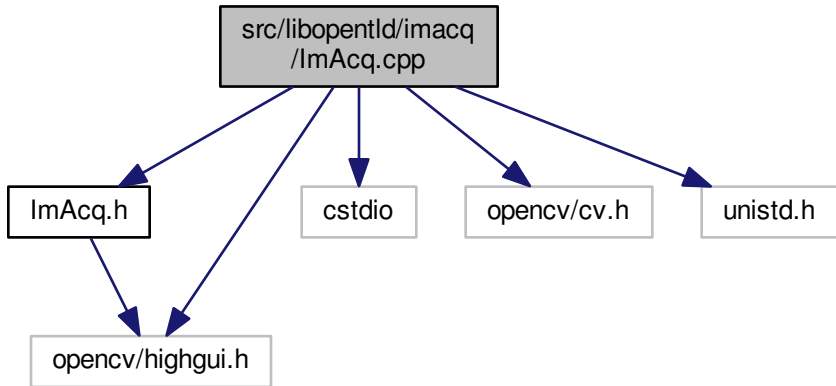 src/libopentld/imacq
/ImAcq.cpp
ImAcq.h
cstdio
opencv/cv.h
unistd.h
opencv/highgui.h